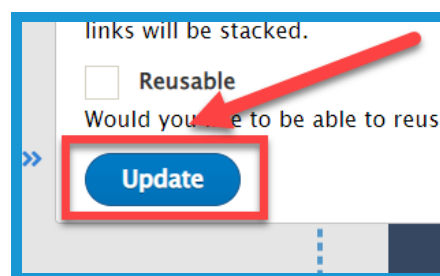 links will be stacked.
Reusable
Would you to be able to reus
»
Update